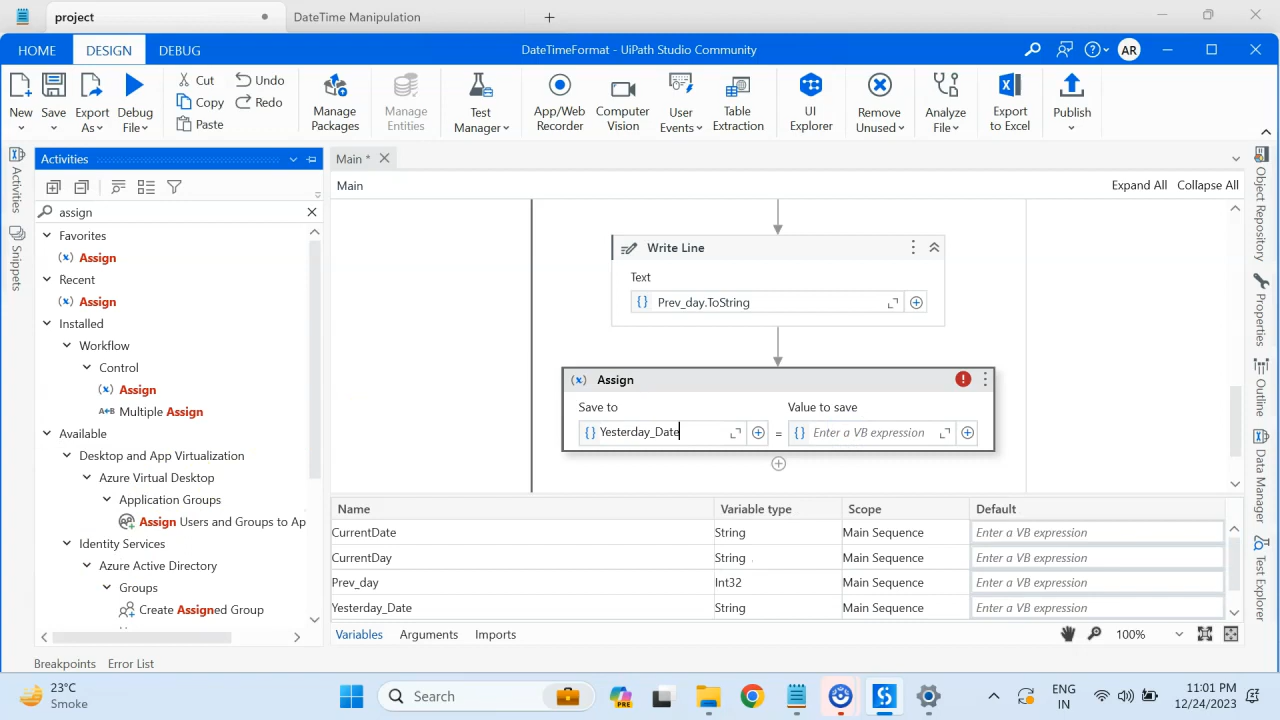 project
DateTime Manipulation
HOME
DESIGN
DEBUG
DateTimeFormat - UiPath Studio Community
AR
New
Save
Export As
Debug File
Cut
Copy
Paste
Undo
Redo
Manage Packages
Manage Entities
Test Manager
App/Web Recorder
Computer Vision
User Events
Table Extraction
UI Explorer
Remove Unused
Analyze File
Export to Excel
Publish
Activities
Snippets
Activities
assign
Favorites
Assign
Recent
Assign
Installed
Workflow
Control
Assign
A+B Multiple Assign
Available
Desktop and App Virtualization
Azure Virtual Desktop
Application Groups
Assign Users and Groups to Ap
Identity Services
Azure Active Directory
Groups
Create Assigned Group
Main *
Main
Expand All
Collapse All
Write Line
Text
Prev_day.ToString
Assign
Save to
Value to save
Yesterday_Date
=
Enter a VB expression
Name
Variable type
Scope
Default
CurrentDate
String
Main Sequence
Enter a VB expression
CurrentDay
String
Main Sequence
Enter a VB expression
Prev_day
Int32
Main Sequence
Enter a VB expression
Yesterday_Date
String
Main Sequence
Enter a VB expression
Variables
Arguments
Imports
100%
Object Repository
Properties
Outline
Data Manager
Test Explorer
Breakpoints
Error List
23°C
Smoke
Search
PRE
ENG
IN
11:01 PM
12/24/2023